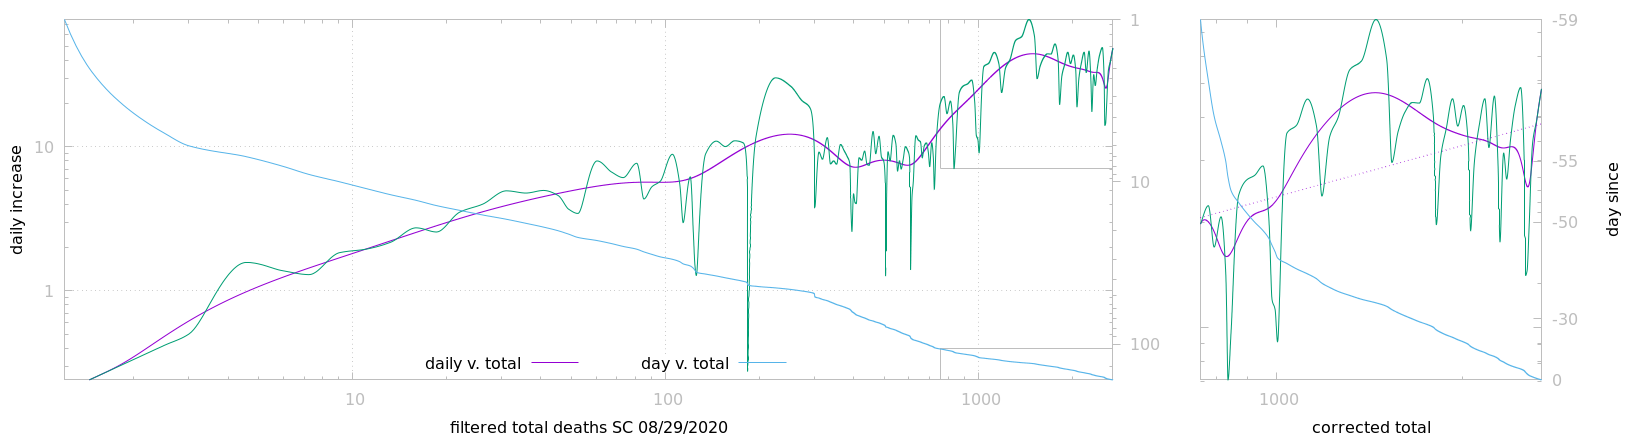 daily increase
10
1
daily v. total
day v. total
10
100
1000
filtered total deaths SC 08/29/2020
1
10
100
1000
corrected total
-59
-55
-50
-30
0
day since